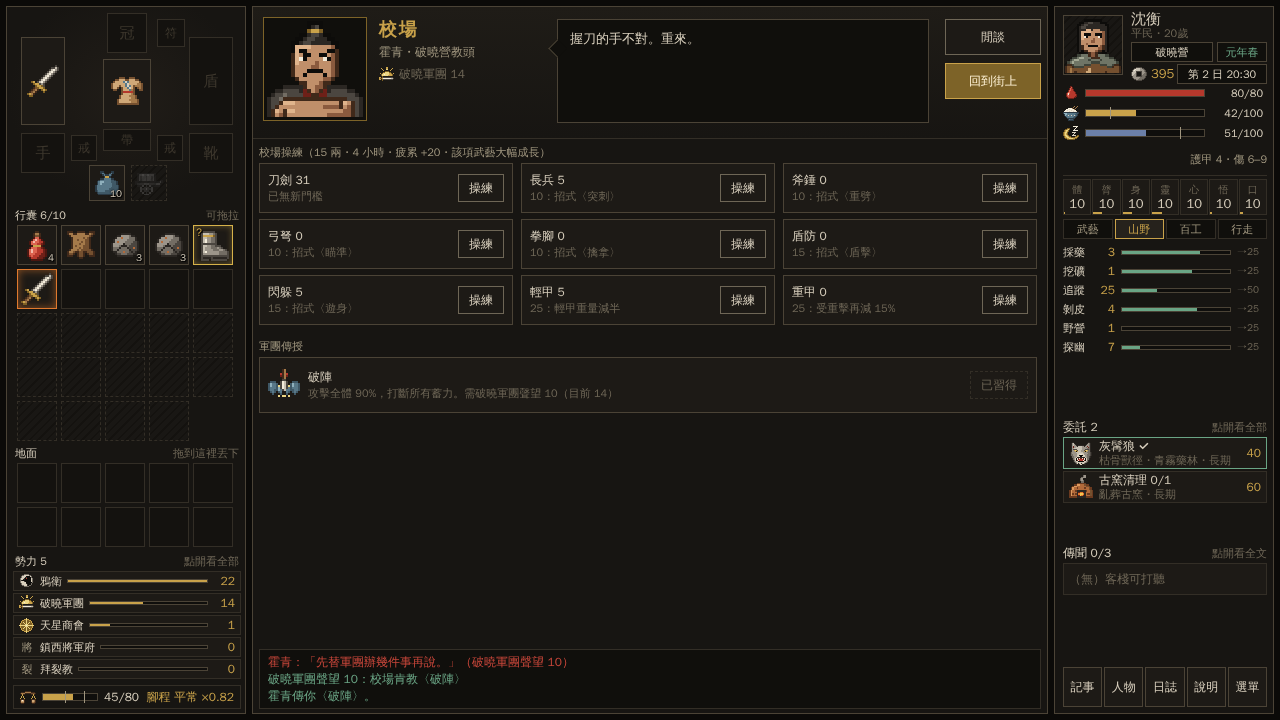 冠
符
盾
手
戒
帶
戒
靴
10
行囊 6/10
可拖拉
4
3
3
?
地面
拖到這裡丟下
勢力 5
點開看全部
鴉衛
22
破曉軍團
14
天星商會
1
將
鎮西將軍府
0
裂
拜裂教
0
45/80
腳程 平常 ×0.82
校場
霍青・破曉營教頭
破曉軍團 14
握刀的手不對。重來。
閒談
回到街上
校場操練（15 兩・4 小時・疲累 +20・該項武藝大幅成長）
刀劍 31
已無新門檻
操練
長兵 5
10：招式〈突刺〉
操練
斧錘 0
10：招式〈重劈〉
操練
弓弩 0
10：招式〈瞄準〉
操練
拳腳 0
10：招式〈擒拿〉
操練
盾防 0
15：招式〈盾擊〉
操練
閃躲 5
15：招式〈遊身〉
操練
輕甲 5
25：輕甲重量減半
操練
重甲 0
25：受重擊再減 15%
操練
軍團傳授
破陣
攻擊全體 90%，打斷所有蓄力。需破曉軍團聲望 10（目前 14）
已習得
霍青：「先替軍團辦幾件事再說。」（破曉軍團聲望 10）
破曉軍團聲望 10：校場肯教〈破陣〉
霍青傳你〈破陣〉。
沈衡
平民・20歲
破曉營
元年春
395
第 2 日 20:30
80/80
42/100
51/100
護甲 4・傷 6–9
體
臂
身
靈
心
悟
口
10
10
10
10
10
10
10
武藝
山野
百工
行走
採藥
3
→25
挖礦
1
→25
追蹤
25
→50
剝皮
4
→25
野營
1
→25
探幽
7
→25
委託 2
點開看全部
灰髯狼 ✓
枯骨獸徑・青霧藥林・長期
40
古窯清理 0/1
亂葬古窯・長期
60
傳聞 0/3
點開看全文
（無）客棧可打聽
記事
人物
日誌
說明
選單